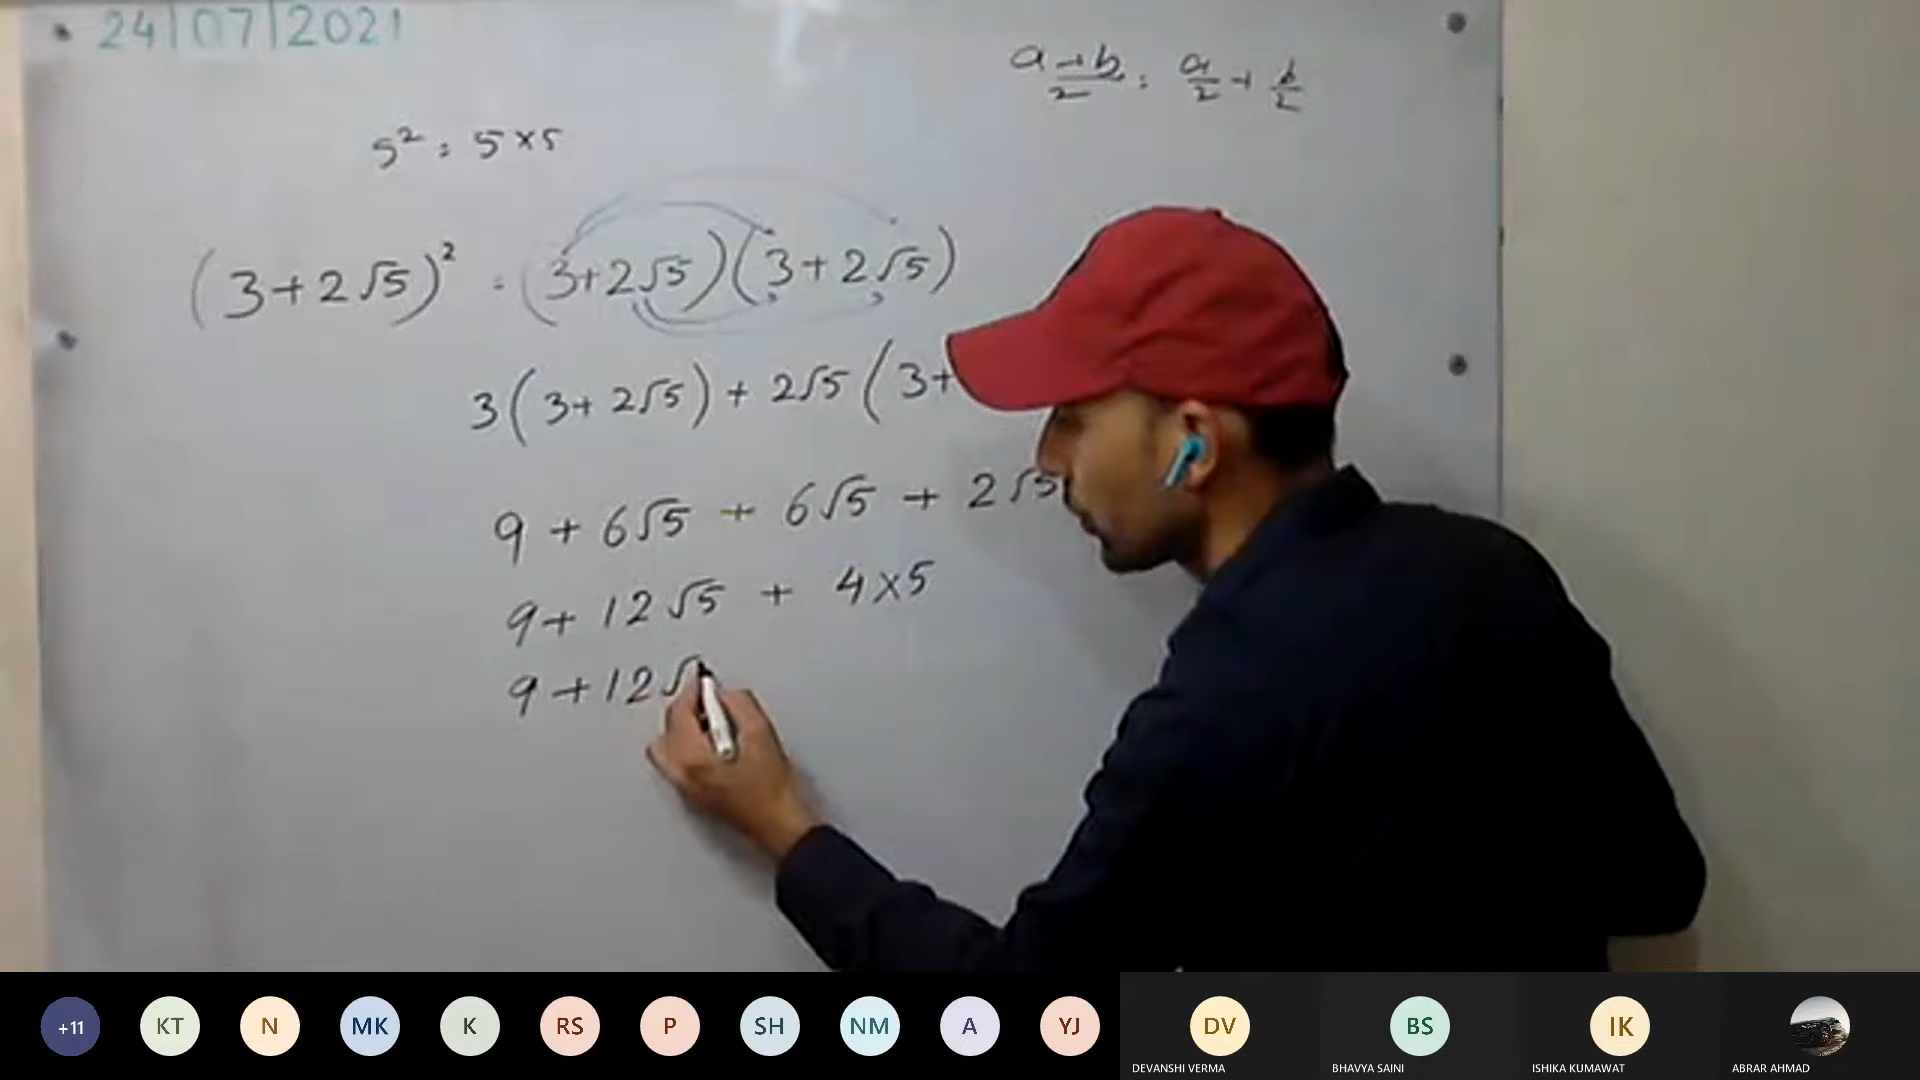 24/07/2021
a+b/2 : a/2 + b/2
5² : 5×5
(3+2√5)² = (3+2√5)(3+2√5)
3(3+2√5) + 2√5(3+
9 + 6√5 + 6√5 + 2√5
9 + 12√5 + 4×5
9 + 12√
+11 KT N MK K RS P SH NM A YJ DV BS IK
DEVANSHI VERMA BHAVYA SAINI ISHIKA KUMAWAT ABRAR AHMAD